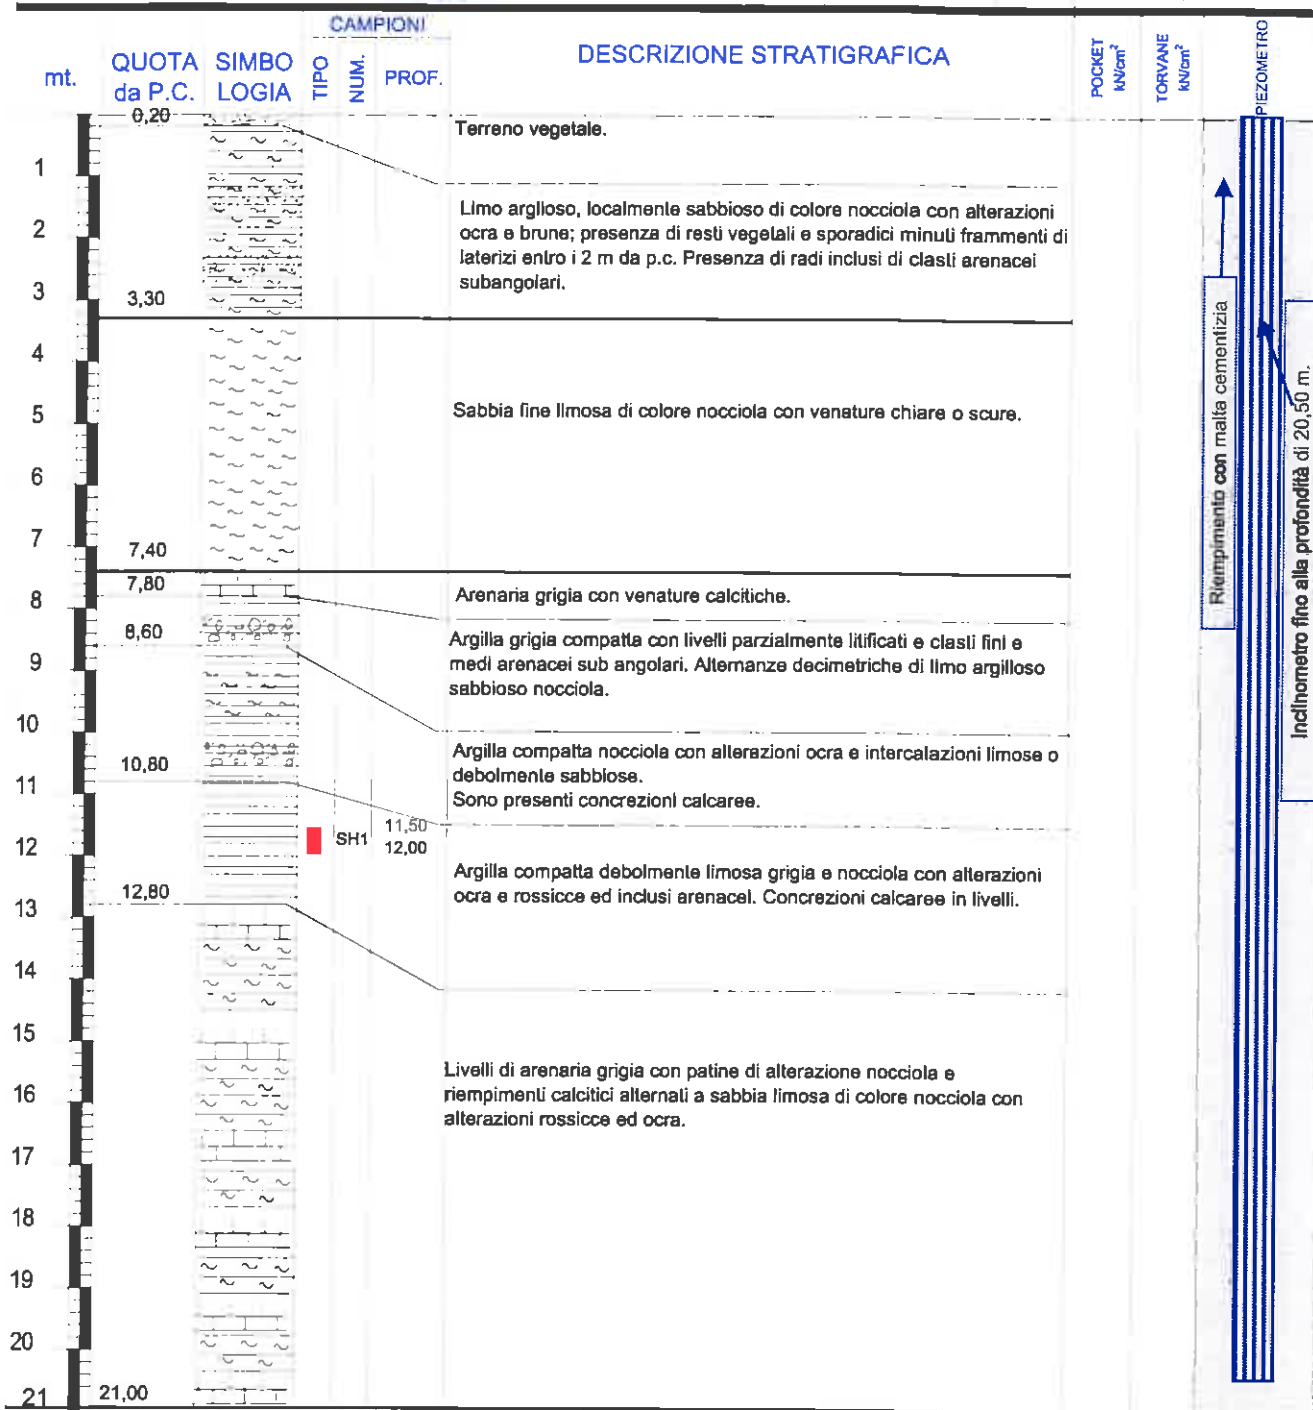 CAMPIONI
mt.
QUOTA
da P.C.
SIMBO
LOGIA
TIPO
NUM.
PROF.
DESCRIZIONE STRATIGRAFICA
POCKET
kN/cm²
TORVANE
kN/cm²
PIEZOMETRO
0,20
Terreno vegetale.
1
2
3
3,30
Limo argiloso, localmente sabbioso di colore nocciola con alterazioni
ocra e brune; presenza di resti vegetali e sporadici minuti frammenti di
laterizi entro i 2 m da p.c. Presenza di radi inclusi di clasti arenacei
subangolari.
4
5
6
7
7,40
Sabbia fine limosa di colore nocciola con venature chiare o scure.
7,80
8
Arenaria grigia con venature calcitiche.
8,60
9
Argilla grigia compatta con livelli parzialmente litificati e clasti fini e
medi arenacei sub angolari. Alternanze decimetriche di limo argilloso
sabbioso nocciola.
10
10,80
11
Argilla compatta nocciola con alterazioni ocra e intercalazioni limose o
debolmente sabbiose.
Sono presenti concrezioni calcaree.
12
SH1
11,50
12,00
12,80
13
Argilla compatta debolmente limosa grigia e nocciola con alterazioni
ocra e rossicce ed inclusi arenacei. Concrezioni calcaree in livelli.
14
15
16
17
18
19
20
21
21,00
Livelli di arenaria grigia con patine di alterazione nocciola e
riempimenti calcitici alternati a sabbia limosa di colore nocciola con
alterazioni rossicce ed ocra.
Riempimento con malta cementizia
Inclinometro fino alla profondità di 20,50 m.